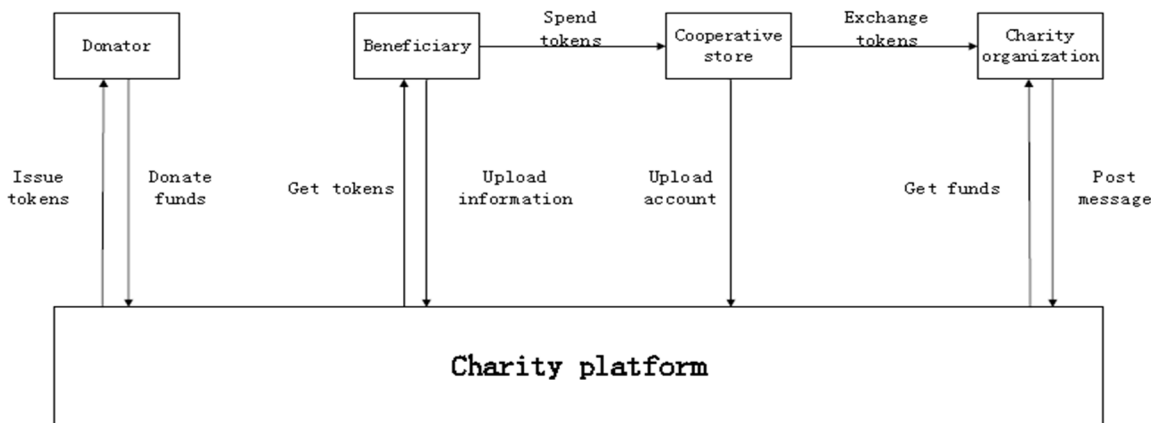 Donator
Beneficiary
Spend
tokens
Cooperative
store
Exchange
tokens
Charity
organization
Issue
tokens
Donate
funds
Get tokens
Upload
information
Upload
account
Get funds
Post
message
Charity platform